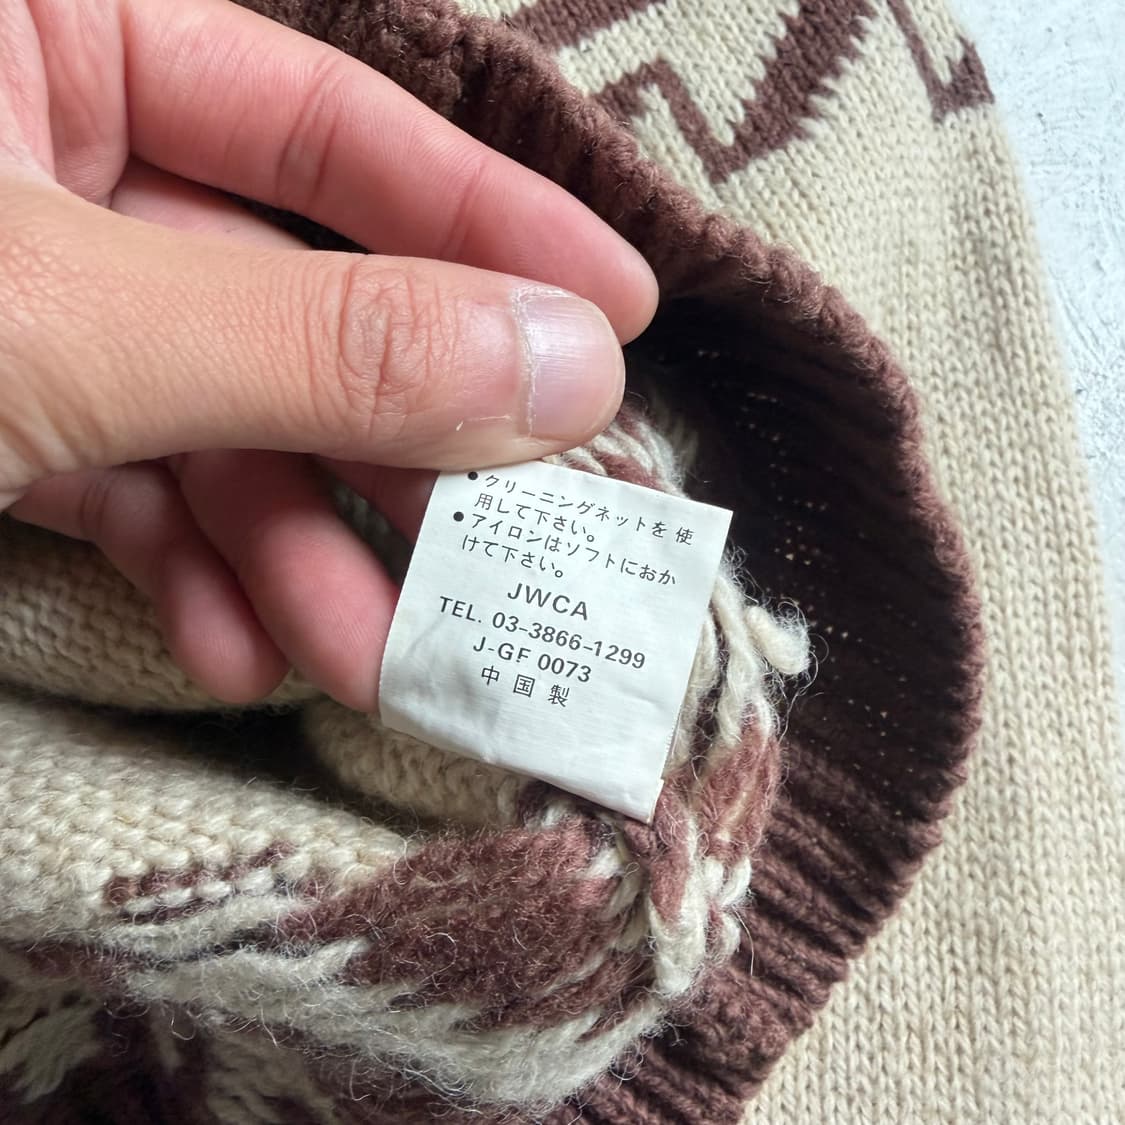 ●クリーニングネットを 使
用して下さい。
●アイロンはソフトにおか
けて下さい。
JWCA
TEL. 03-3866-1299
J-GF 0073
中国製